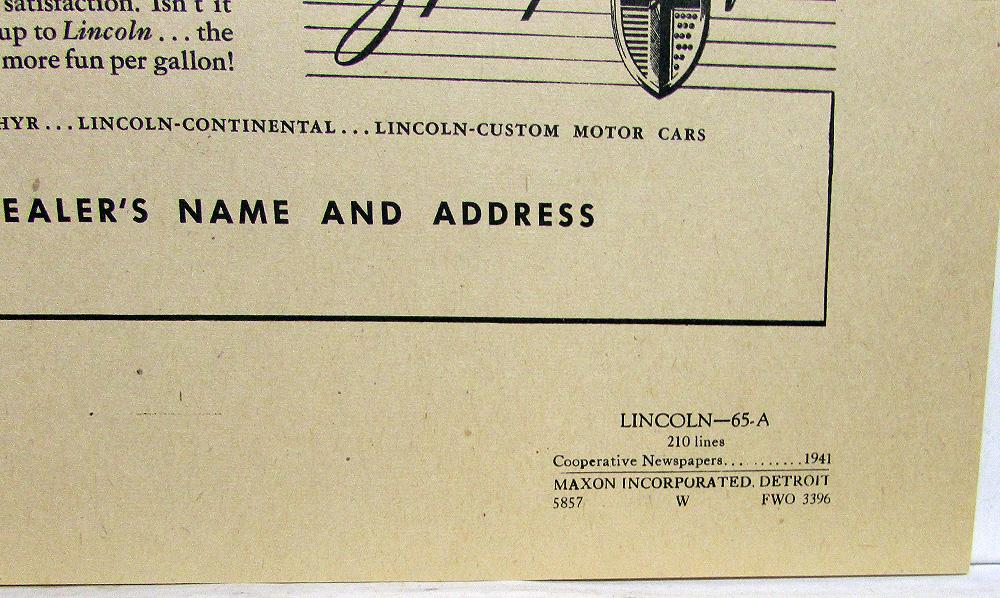 satisfaction. Isn't it
up to Lincoln ... the
more fun per gallon!
HYR ... LINCOLN-CONTINENTAL ... LINCOLN-CUSTOM MOTOR CARS
EALER'S NAME AND ADDRESS
LINCOLN—65-A
210 lines
Cooperative Newspapers............1941
MAXON INCORPORATED, DETROIT
5857 W FWO 3396